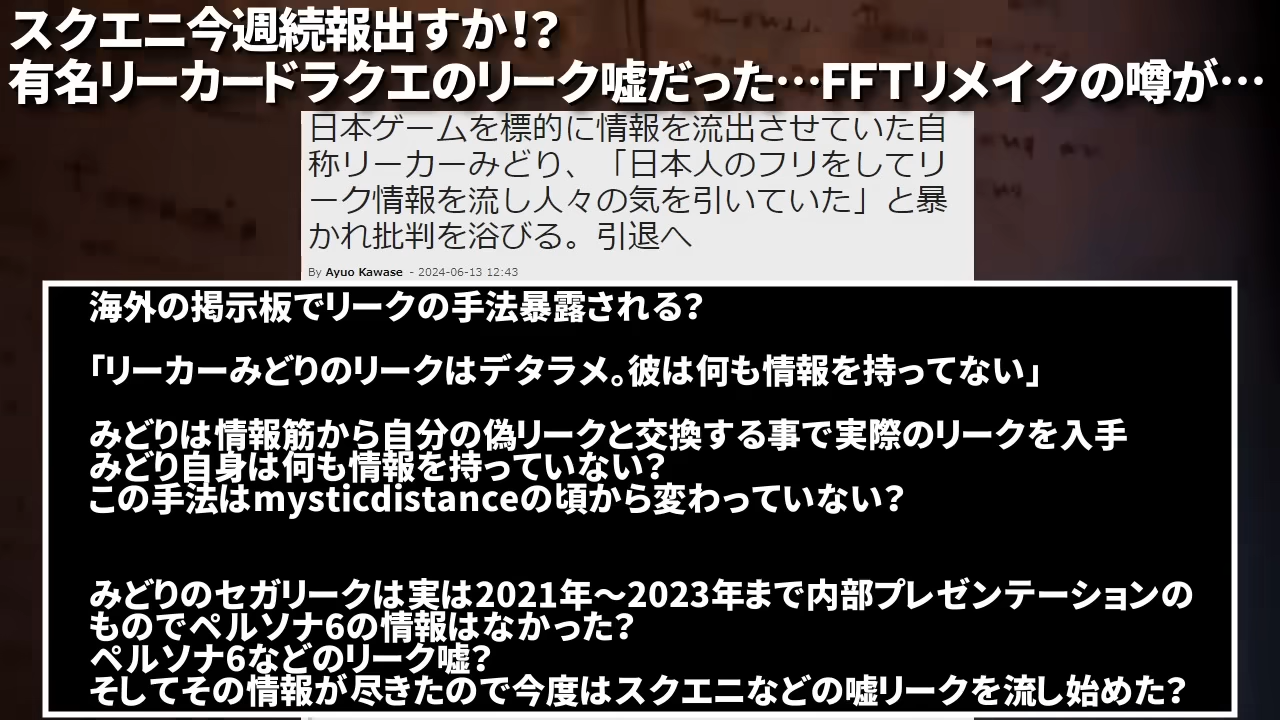 スクエニ今週続報出すか!?
有名リーカードラクエのリーク嘘だった…FFTリメイクの噂が…
日本ゲームを標的に情報を流出させていた自
称リーカーみどり、「日本人のフリをしてリ
ーク情報を流し人々の気を引いていた」と暴
かれ批判を浴びる。引退へ
By Ayuo Kawase - 2024-06-13 12:43
海外の掲示板でリークの手法暴露される?
「リーカーみどりのリークはデタラメ。彼は何も情報を持ってない」
みどりは情報筋から自分の偽リークと交換する事で実際のリークを入手
みどり自身は何も情報を持っていない?
この手法はmysticdistanceの頃から変わっていない?
みどりのセガリークは実は2021年～2023年まで内部プレゼンテーションの
ものでペルソナ6の情報はなかった?
ペルソナ6などのリーク嘘?
そしてその情報が尽きたので今度はスクエニなどの嘘リークを流し始めた?